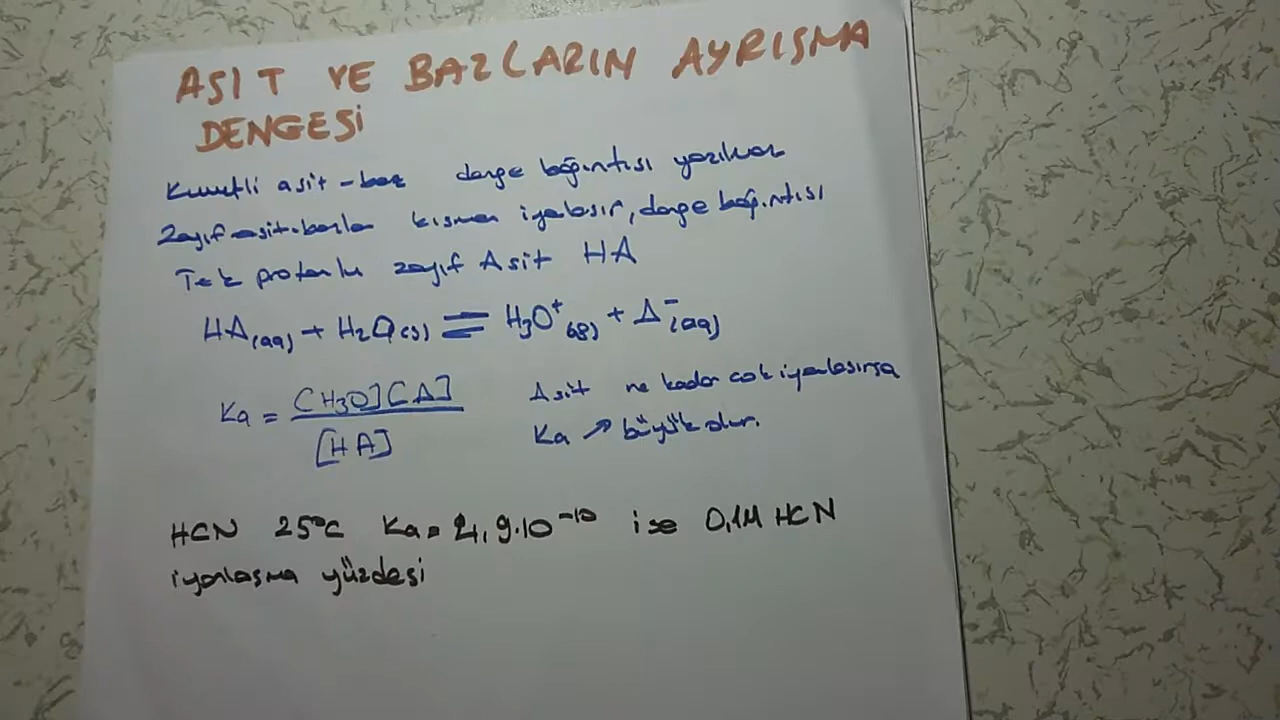 ASİT VE BAZLARIN AYRIŞMA
DENGESİ
Kuvvetli asit-baz denge bağıntısı yazılmaz
Zayıf asit-bazlar kısmen iyonlaşır, denge bağıntısı
Tek protonlu zayıf Asit HA
HA(aq) + H₂O(s) ⇌ H₃O⁺(aq) + A⁻(aq)
Ka = [H₃O][A] / [HA]
Asit ne kadar çok iyonlaşırsa
Ka ↗ büyük olur.
HCN 25°C Ka = 4,9.10⁻¹⁰ ise 0,1M HCN
iyonlaşma yüzdesi